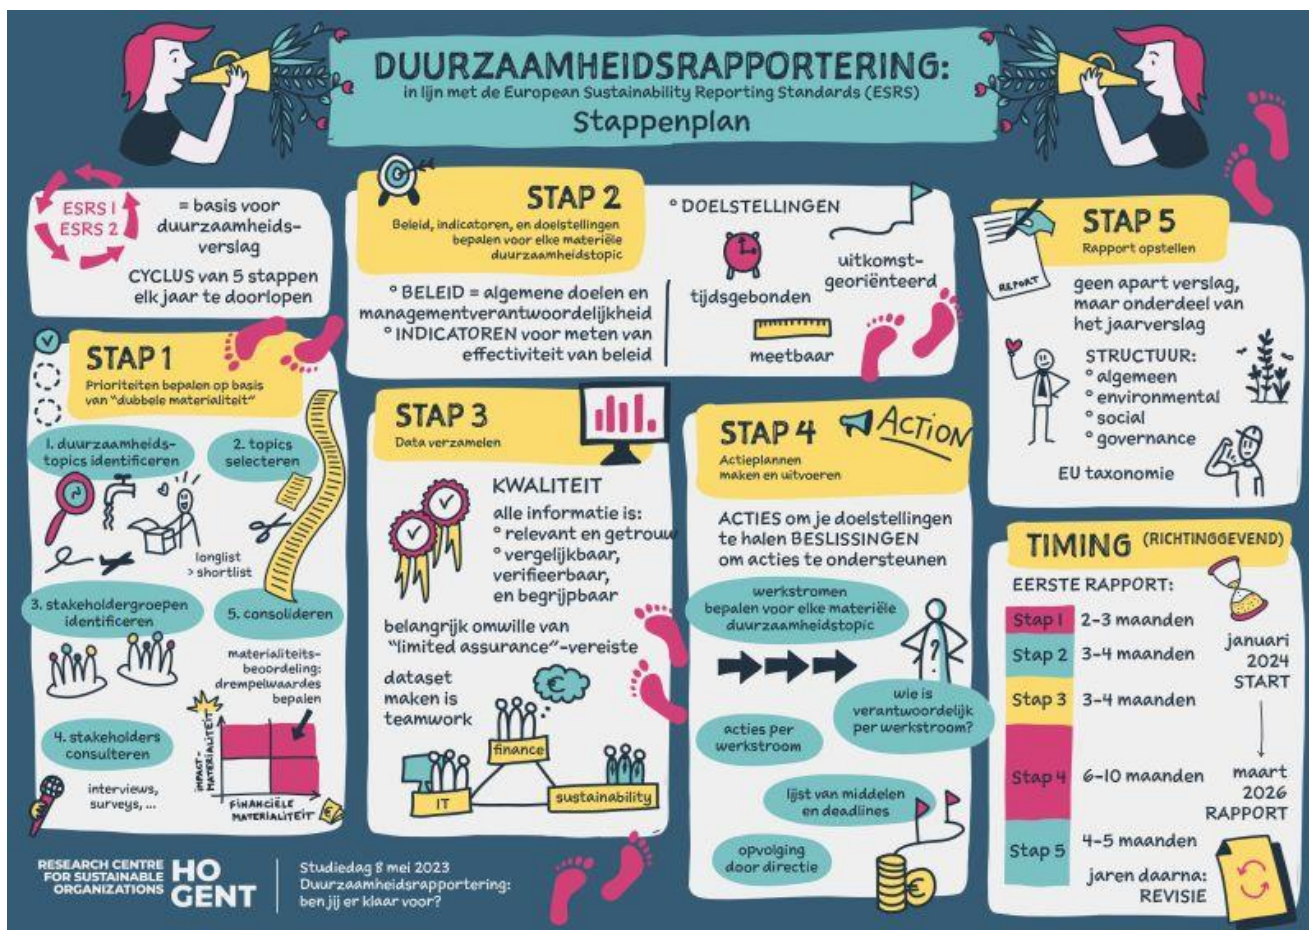 DUURZAAMHEIDSRAPPORTERING:
in lijn met de European Sustainability Reporting Standards (ESRS)
Stappenplan
ESRS 1
ESRS 2
= basis voor
duurzaamheids-
verslag
CYCLUS van 5 stappen
elk jaar te doorlopen
STAP 1
Prioriteiten bepalen op basis
van "dubbele materialiteit"
1. duurzaamheids-
topics identificeren
2. topics
selecteren
longlist
> shortlist
3. stakeholdergroepen
identificeren
5. consolideren
materialiteits-
beoordeling:
drempelwaardes
bepalen
4. stakeholders
consulteren
interviews,
surveys, ...
IMPACT-
MATERIALITEIT
FINANCIËLE
MATERIALITEIT
€
STAP 2
Beleid, indicatoren, en doelstellingen
bepalen voor elke materiële
duurzaamheidstopic
° BELEID = algemene doelen en
managementverantwoordelijkheid
° INDICATOREN voor meten van
effectiviteit van beleid
° DOELSTELLINGEN
uitkomst-
georiënteerd
tijdsgebonden
meetbaar
STAP 3
Data verzamelen
KWALITEIT
alle informatie is:
° relevant en getrouw
° vergelijkbaar,
verifieerbaar,
en begrijpbaar
belangrijk omwille van
"limited assurance"-vereiste
dataset
maken is
teamwork
€
finance
IT
sustainability
STAP 4
ACTION
Actieplannen
maken en uitvoeren
ACTIES om je doelstellingen
te halen BESLISSINGEN
om acties te ondersteunen
werkstromen
bepalen voor elke materiële
duurzaamheidstopic
?
wie is
verantwoordelijk
per werkstroom?
acties per
werkstroom
lijst van middelen
en deadlines
opvolging
door directie
€
STAP 5
Rapport opstellen
REPORT
geen apart verslag,
maar onderdeel van
het jaarverslag
STRUCTUUR:
° algemeen
° environmental
° social
° governance
EU taxonomie
TIMING (RICHTINGGEVEND)
EERSTE RAPPORT:
Stap 1 2-3 maanden
Stap 2 3-4 maanden
Stap 3 3-4 maanden
Stap 4 6-10 maanden
Stap 5 4-5 maanden
januari
2024
START
maart
2026
RAPPORT
jaren daarna:
REVISIE
RESEARCH CENTRE
FOR SUSTAINABLE
ORGANIZATIONS
HO
GENT
Studiedag 8 mei 2023
Duurzaamheidsrapportering:
ben jij er klaar voor?